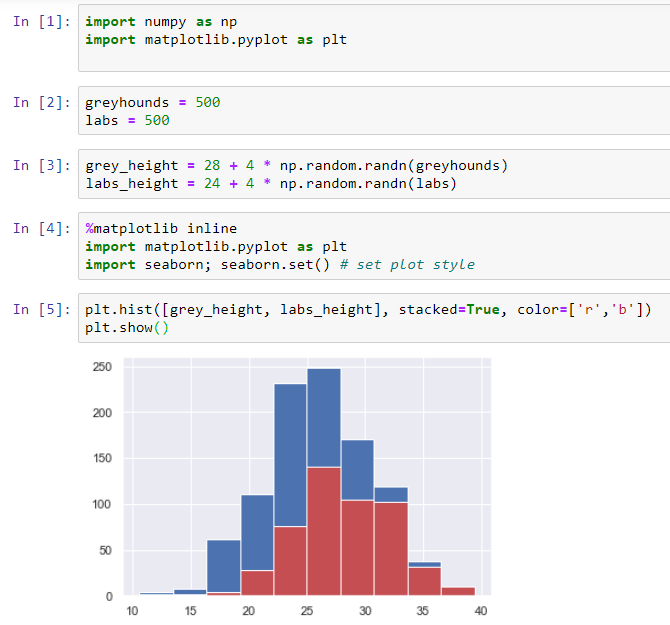 In [1]: import numpy as np
import matplotlib.pyplot as plt
In [2]: greyhounds = 500
labs = 500
In [3]: grey_height = 28 + 4 * np.random.randn(greyhounds)
labs_height = 24 + 4 * np.random.randn(labs)
In [4]: %matplotlib inline
import matplotlib.pyplot as plt
import seaborn; seaborn.set() # set plot style
In [5]: plt.hist([grey_height, labs_height], stacked=True, color=['r','b'])
plt.show()
250
200
150
100
50
0
10 15 20 25 30 35 40